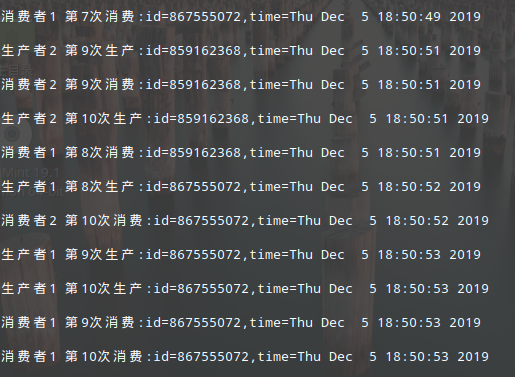 消费者1 第7次消费:id=867555072,time=Thu Dec  5 18:50:49 2019
生产者2 第9次生产:id=859162368,time=Thu Dec  5 18:50:51 2019
消费者2 第9次消费:id=859162368,time=Thu Dec  5 18:50:51 2019
生产者2 第10次生产:id=859162368,time=Thu Dec  5 18:50:51 2019
消费者1 第8次消费:id=859162368,time=Thu Dec  5 18:50:51 2019
生产者1 第8次生产:id=867555072,time=Thu Dec  5 18:50:52 2019
消费者2 第10次消费:id=867555072,time=Thu Dec  5 18:50:52 2019
生产者1 第9次生产:id=867555072,time=Thu Dec  5 18:50:53 2019
生产者1 第10次生产:id=867555072,time=Thu Dec  5 18:50:53 2019
消费者1 第9次消费:id=867555072,time=Thu Dec  5 18:50:53 2019
消费者1 第10次消费:id=867555072,time=Thu Dec  5 18:50:53 2019